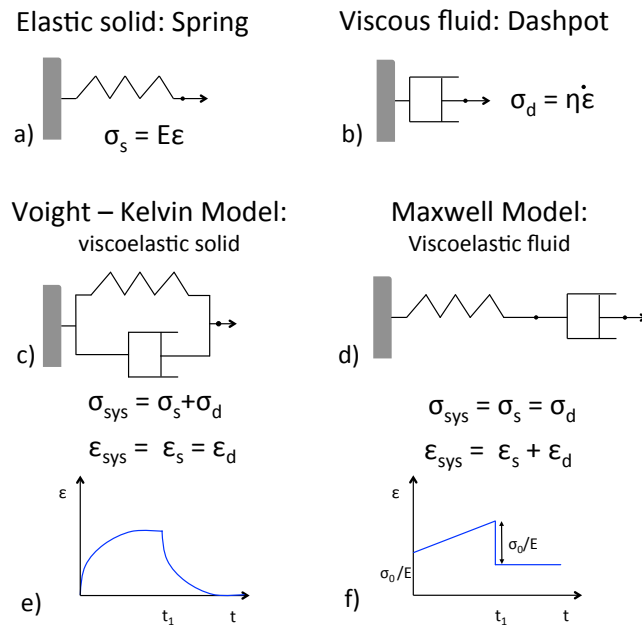 Elastic solid: Spring
Viscous fluid: Dashpot
a)
σs = Eε
b)
σd = ηε̇
Voight – Kelvin Model:
viscoelastic solid
Maxwell Model:
Viscoelastic fluid
c)
d)
σsys = σs+σd
εsys = εs = εd
σsys = σs = σd
εsys = εs + εd
ε
e)
t1
t
ε
σ0/E
σ0/E
f)
t1
t